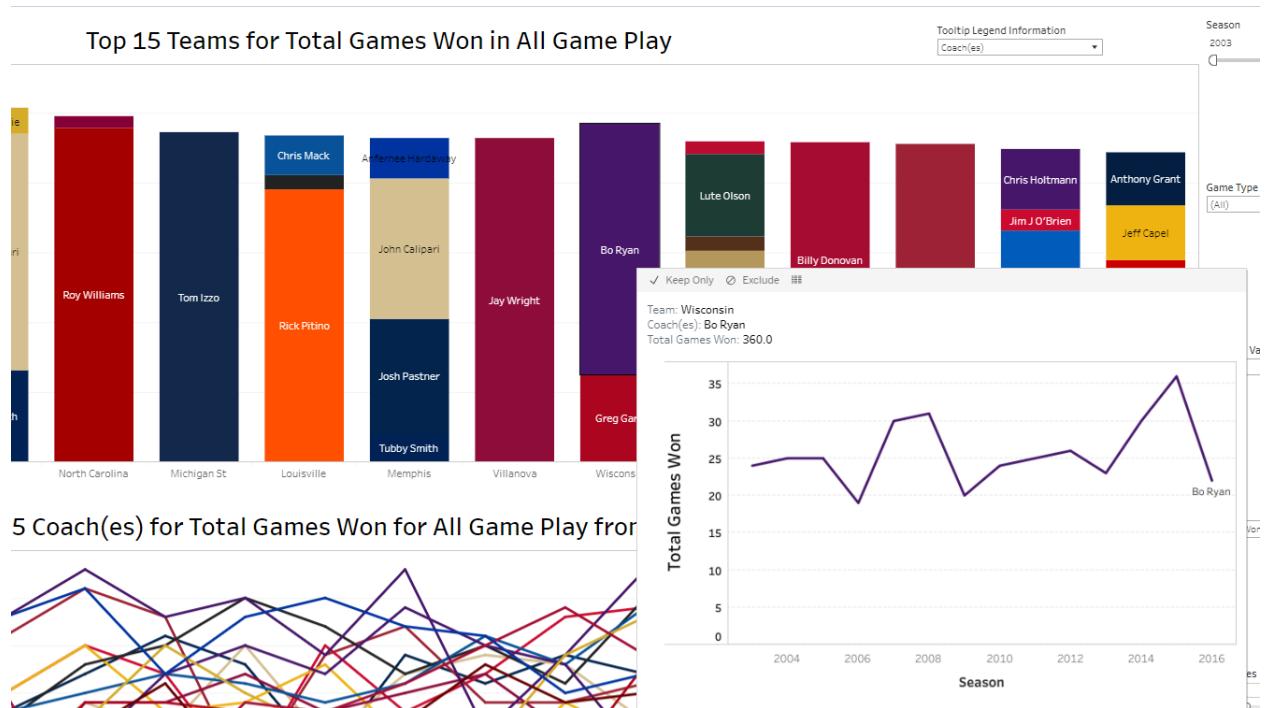 Top 15 Teams for Total Games Won in All Game Play
Tooltip Legend Information
Coach(es)
Season
2003
Game Type
(All)
Chris Mack
Anfernee Hardaway
Lute Olson
Chris Holtmann
Anthony Grant
Jim J O'Brien
Jeff Capel
John Calipari
Bo Ryan
Billy Donovan
Roy Williams
Tom Izzo
Jay Wright
Rick Pitino
Josh Pastner
Greg Gar
Tubby Smith
North Carolina
Michigan St
Louisville
Memphis
Villanova
Wiscons
Keep Only
Exclude
Team: Wisconsin
Coach(es): Bo Ryan
Total Games Won: 360.0
Total Games Won
35
30
25
20
15
10
5
0
Bo Ryan
2004
2006
2008
2010
2012
2014
2016
Season
5 Coach(es) for Total Games Won for All Game Play fror